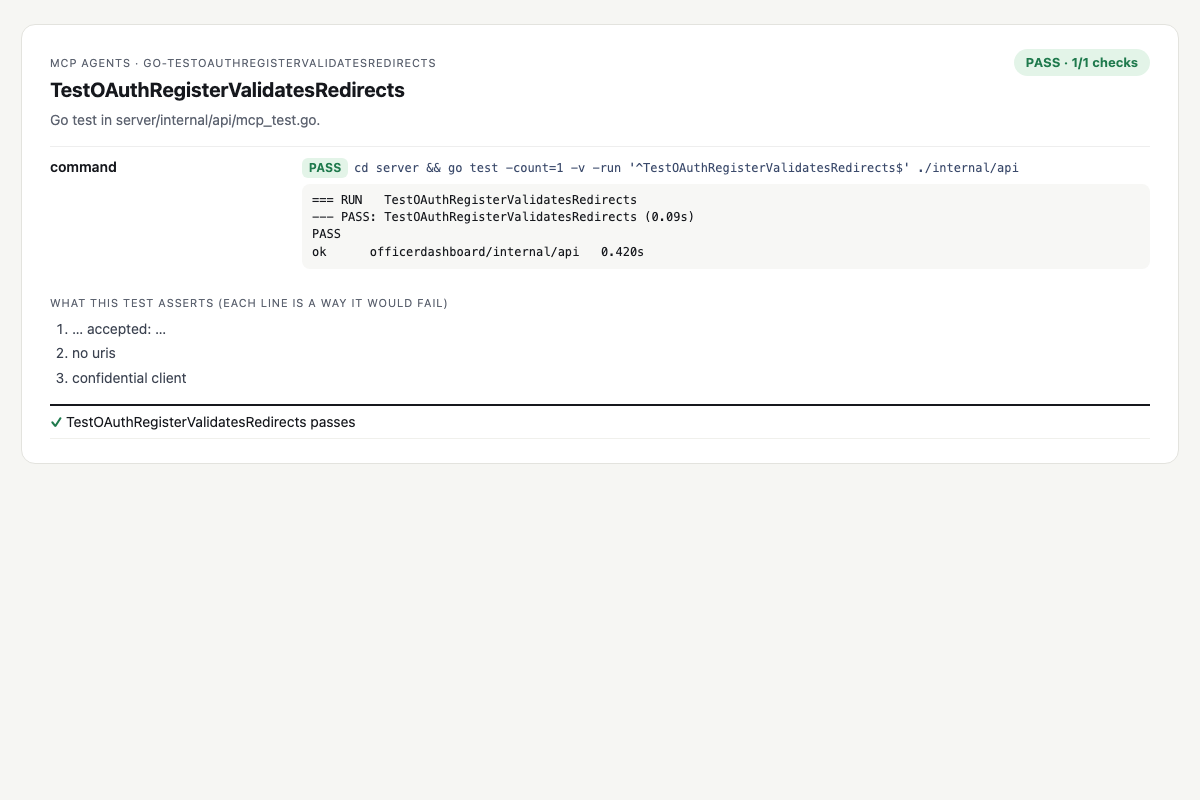 MCP AGENTS · GO-TESTOAUTHREGISTERVALIDATESREDIRECTS
PASS · 1/1 checks
TestOAuthRegisterValidatesRedirects
Go test in server/internal/api/mcp_test.go.
command
PASS cd server && go test -count=1 -v -run '^TestOAuthRegisterValidatesRedirects$' ./internal/api
=== RUN   TestOAuthRegisterValidatesRedirects
--- PASS: TestOAuthRegisterValidatesRedirects (0.09s)
PASS
ok      officerdashboard/internal/api   0.420s
WHAT THIS TEST ASSERTS (EACH LINE IS A WAY IT WOULD FAIL)
1. … accepted: …
2. no uris
3. confidential client
✓ TestOAuthRegisterValidatesRedirects passes